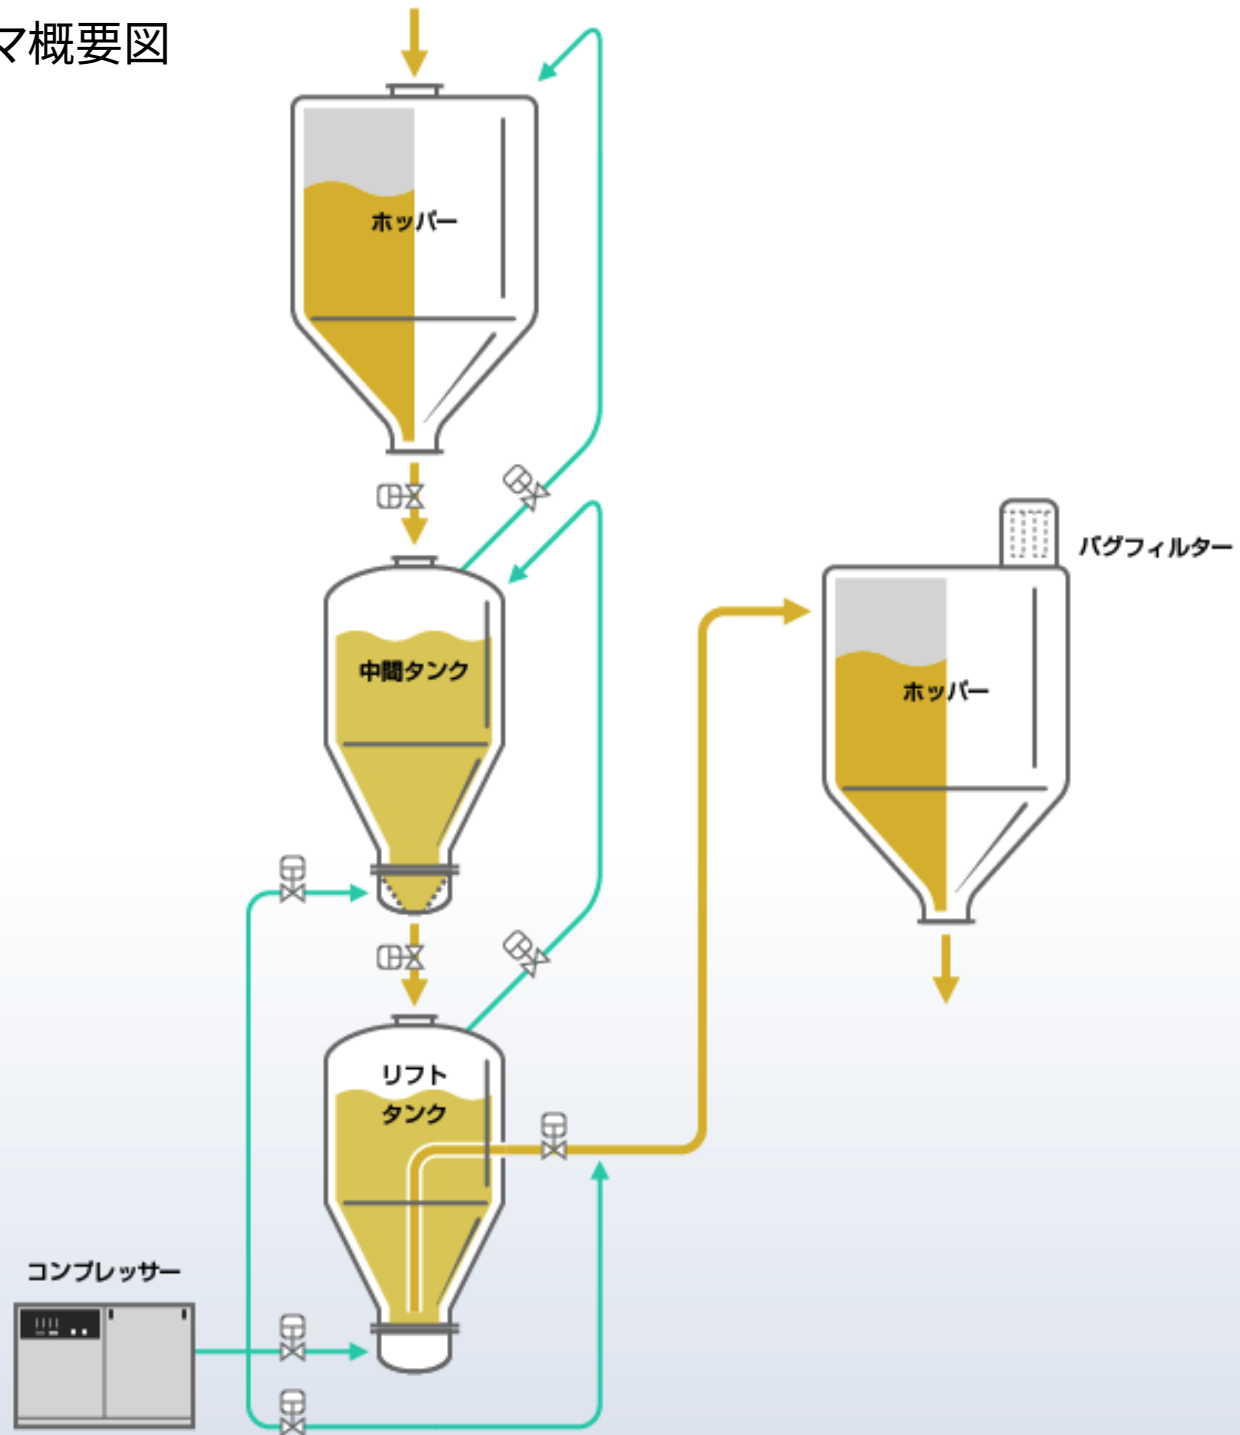 マ概要図
ホッパー
バグフィルター
中間タンク
ホッパー
リフト
タンク
コンプレッサー